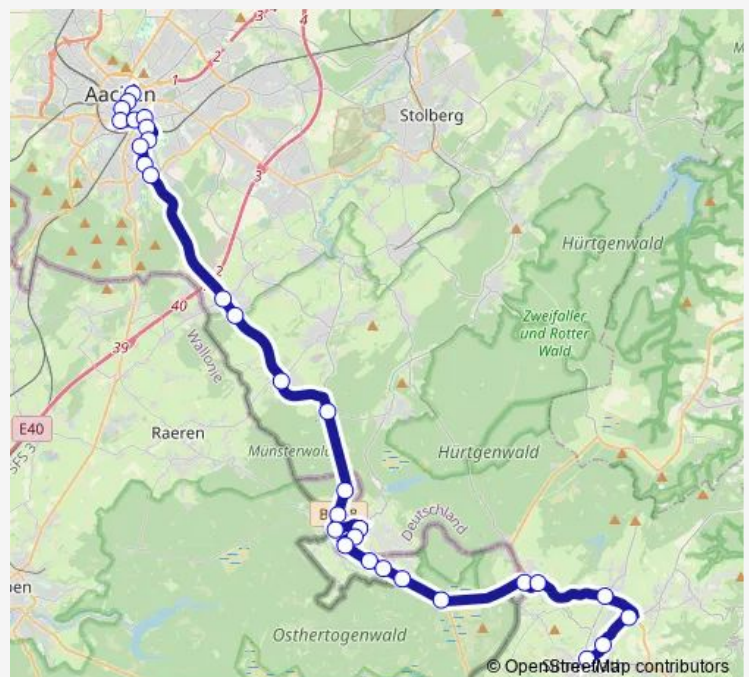 3
4
2
1
Aachen
Stolberg
3
Hürtgenwald
2
40
Zweifaller
und Rotter
Wald
39
Wallonie
E40
Raeren
Münsterwald
Hürtgenwald
Deutschland
Osthertogenwald
© OpenStreetMap contributors